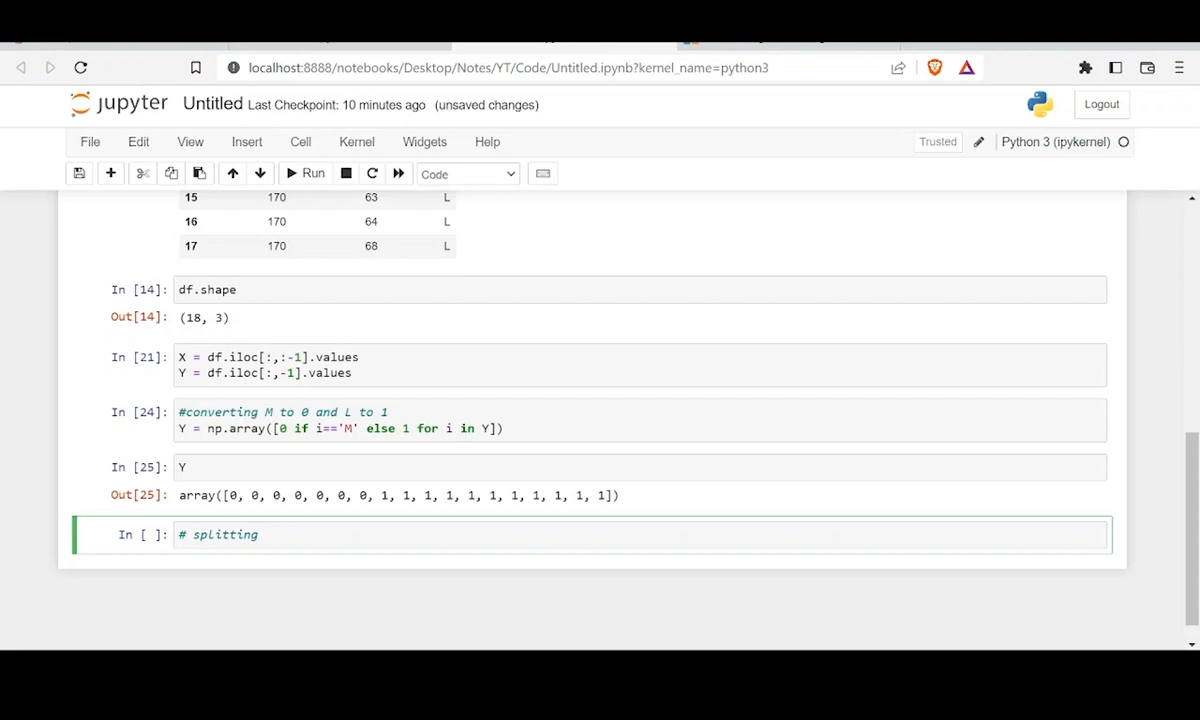 localhost:8888/notebooks/Desktop/Notes/YT/Code/Untitled.ipynb?kernel_name=python3
jupyter Untitled Last Checkpoint: 10 minutes ago (unsaved changes)
Logout
File Edit View Insert Cell Kernel Widgets Help
Trusted Python 3 (ipykernel)
Run Code
15 170 63 L
16 170 64 L
17 170 68 L
In [14]: df.shape
Out[14]: (18, 3)
In [21]: X = df.iloc[:,:-1].values
Y = df.iloc[:,-1].values
In [24]: #converting M to 0 and L to 1
Y = np.array([0 if i=='M' else 1 for i in Y])
In [25]: Y
Out[25]: array([0, 0, 0, 0, 0, 0, 0, 1, 1, 1, 1, 1, 1, 1, 1, 1, 1, 1])
In [ ]: # splitting